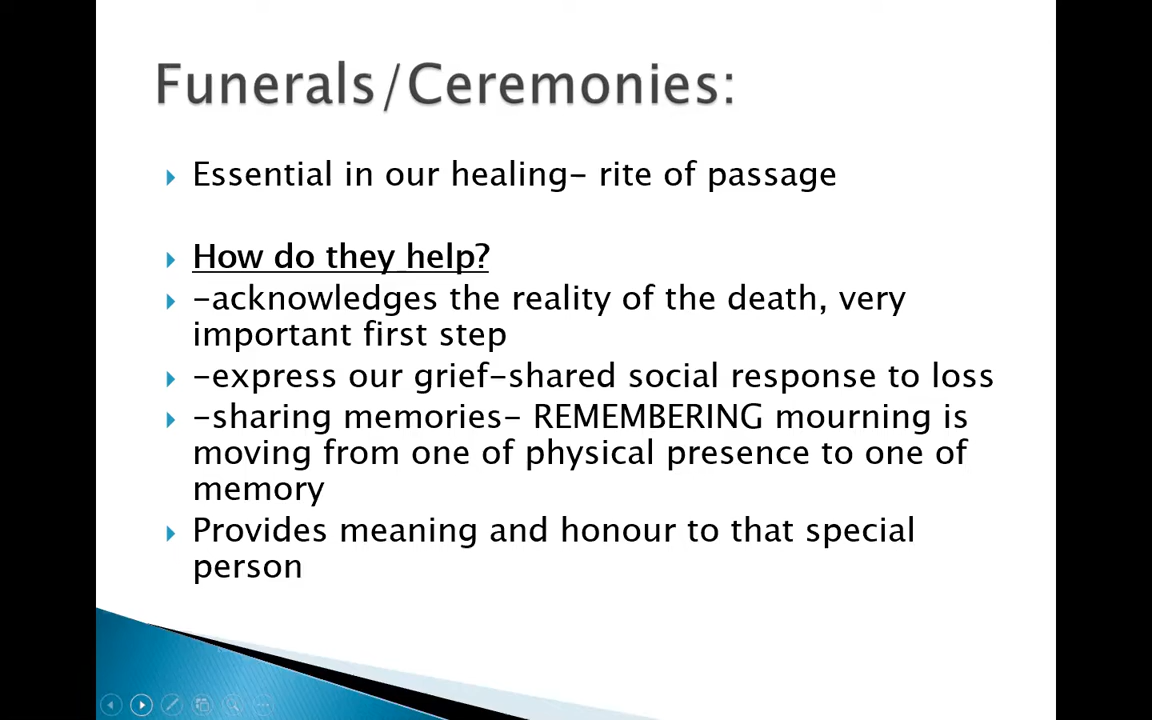 Funerals/Ceremonies:
Essential in our healing- rite of passage
How do they help?
-acknowledges the reality of the death, very
important first step
-express our grief-shared social response to loss
-sharing memories- REMEMBERING mourning is
moving from one of physical presence to one of
memory
Provides meaning and honour to that special
person